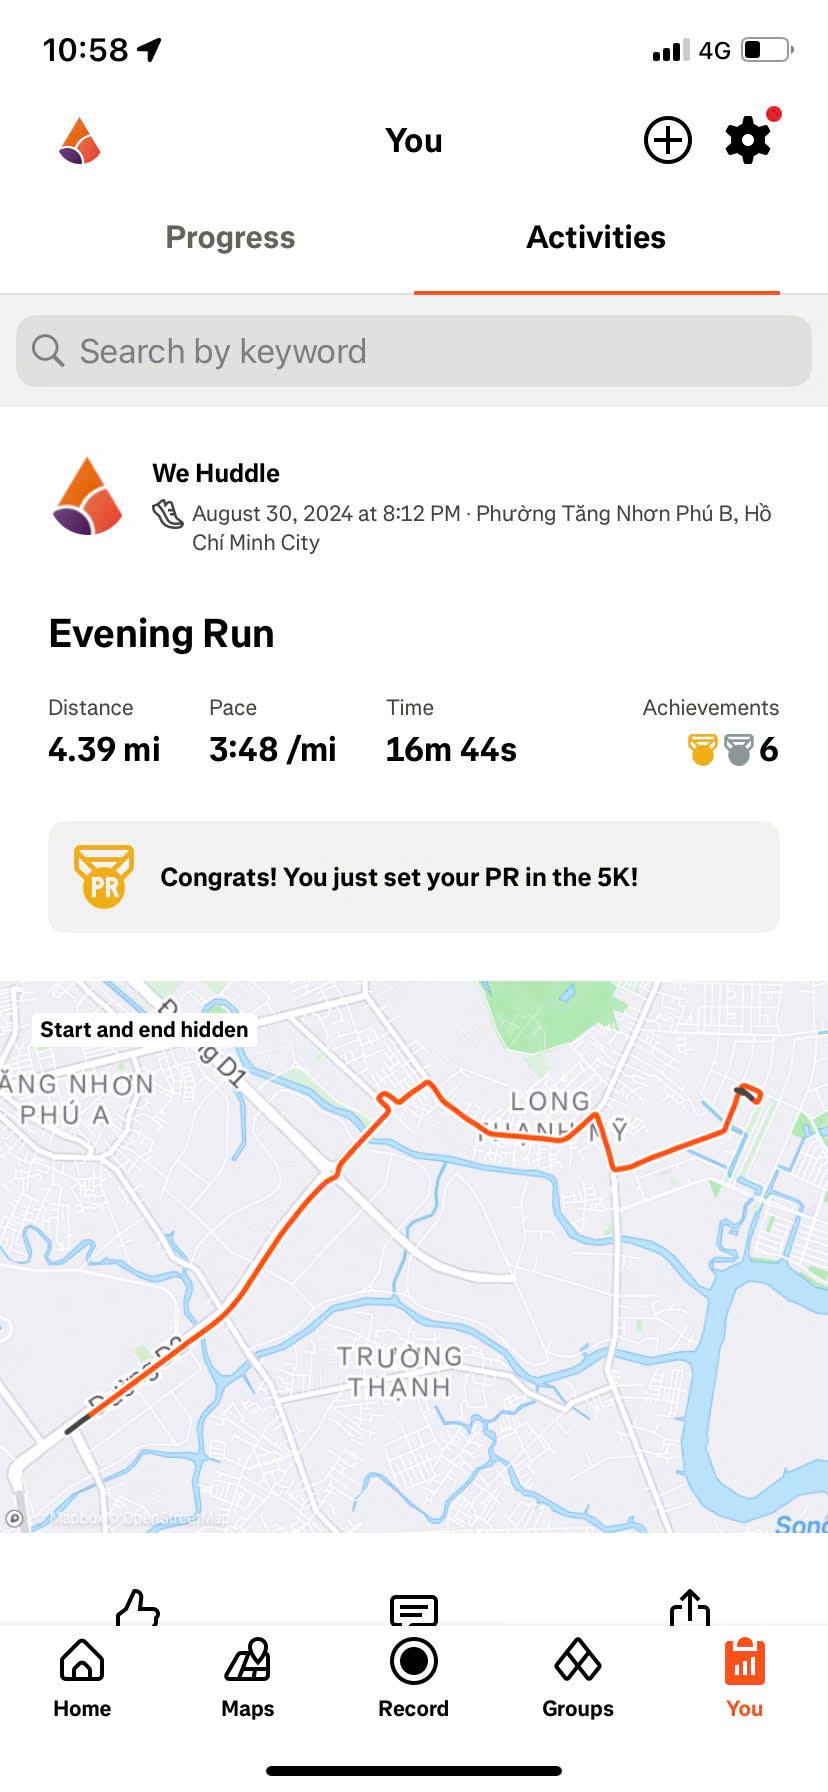 10:58
4G
You
Progress
Activities
Search by keyword
We Huddle
August 30, 2024 at 8:12 PM · Phường Tăng Nhơn Phú B, Hồ
Chí Minh City
Evening Run
Distance
Pace
Time
Achievements
4.39 mi
3:48 /mi
16m 44s
6
PR
Congrats! You just set your PR in the 5K!
Start and end hidden
g D1
ĂNG NHƠN
PHÚ A
LONG
THẠNH MỸ
TRƯỜNG
THẠNH
Mapbox © OpenStreetMap
Sông
Home
Maps
Record
Groups
You